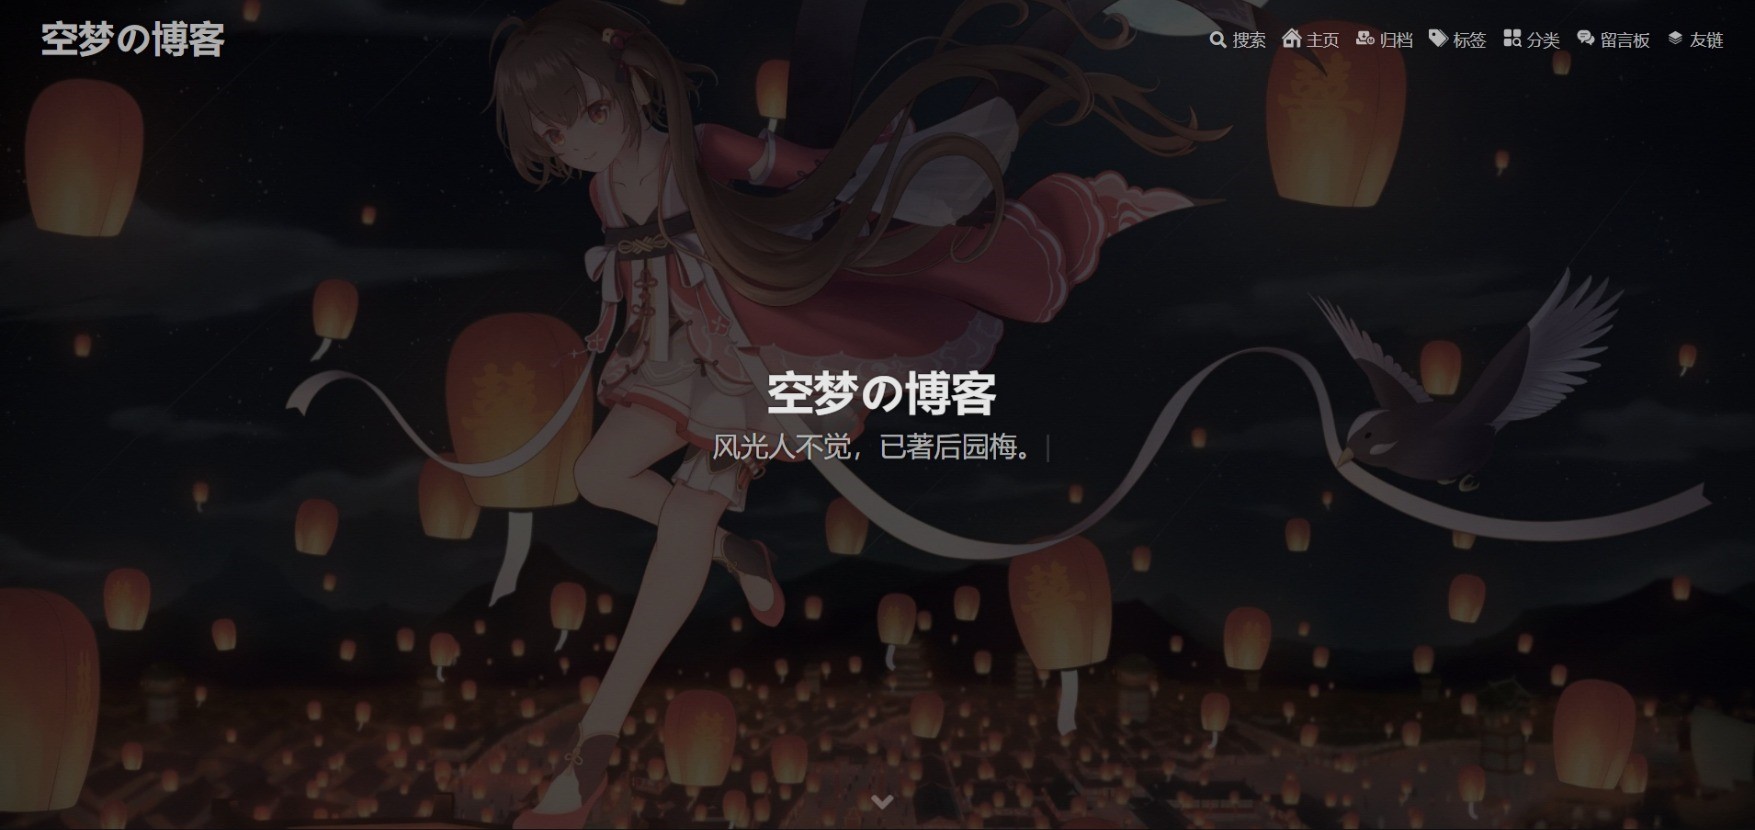 空梦の博客
搜索 主页 归档 标签 分类 留言板 友链
空梦の博客
风光人不觉，已著后园梅。